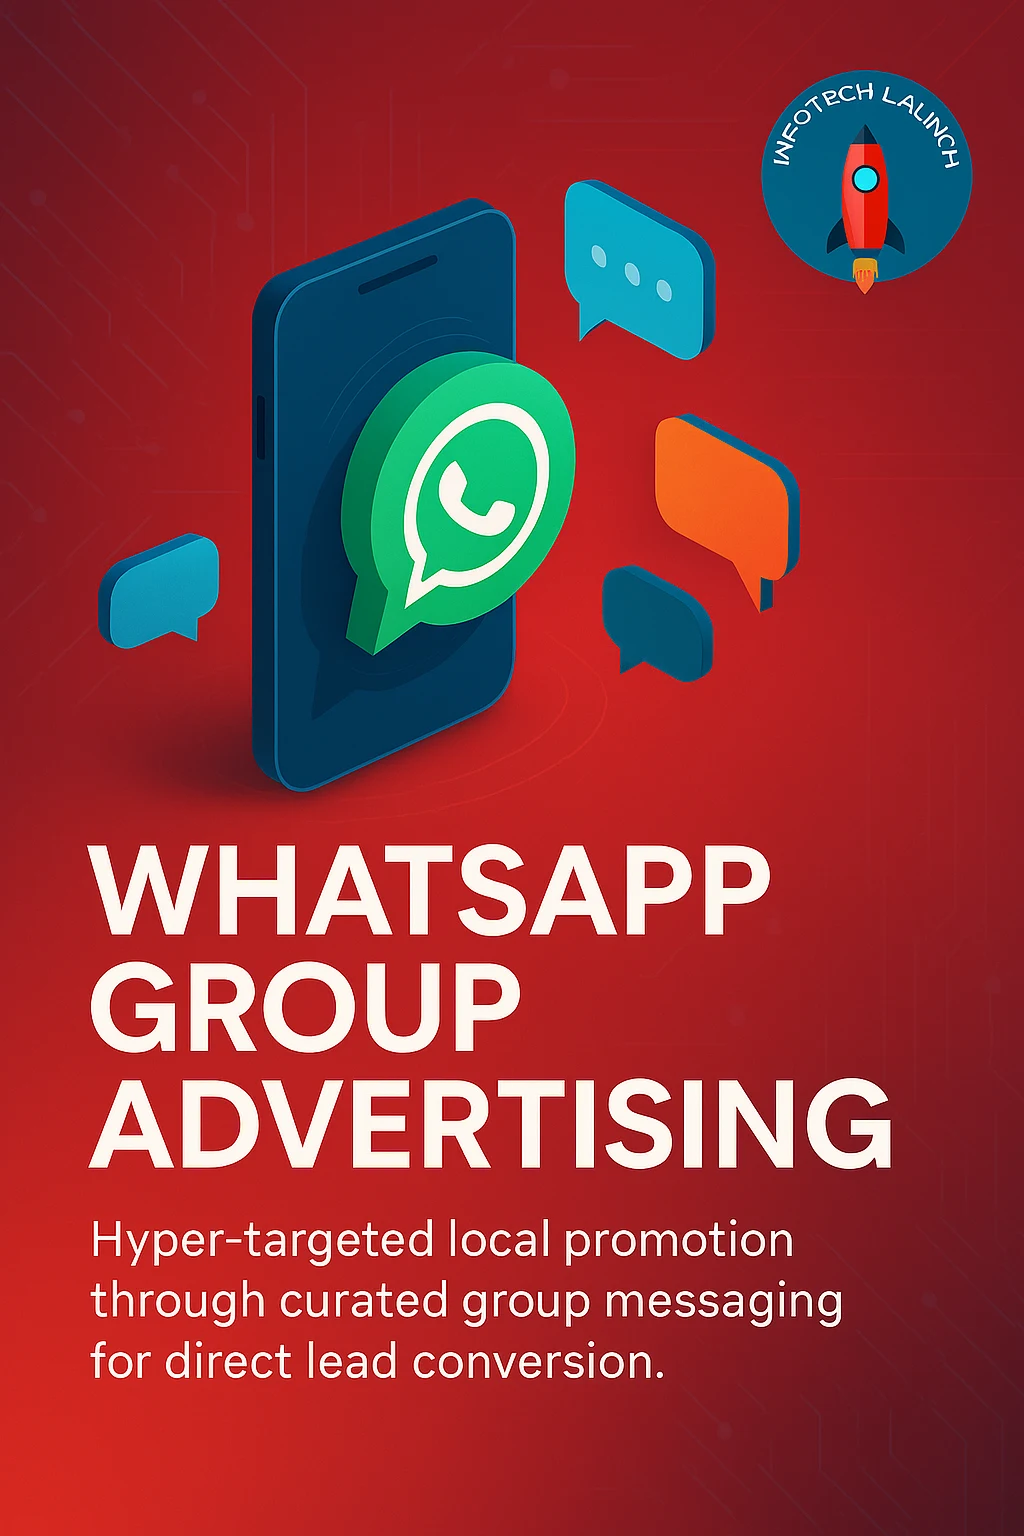 INFOTECH LAUNCH
WHATSAPP
GROUP
ADVERTISING
Hyper-targeted local promotion
through curated group messaging
for direct lead conversion.